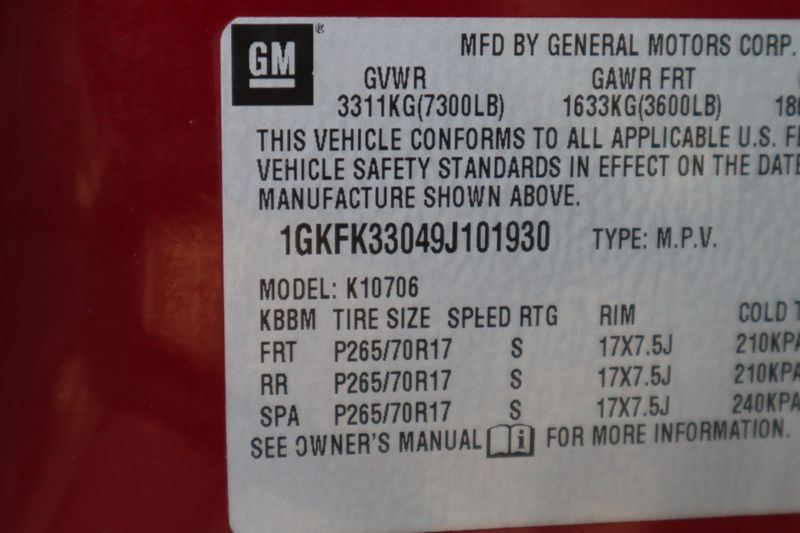 GM ®
MFD BY GENERAL MOTORS CORP.
GVWR GAWR FRT
3311KG(7300LB) 1633KG(3600LB)
THIS VEHICLE CONFORMS TO ALL APPLICABLE U.S.
VEHICLE SAFETY STANDARDS IN EFFECT ON THE DATE
MANUFACTURE SHOWN ABOVE.
1GKFK33049J101930 TYPE: M.P.V.
MODEL: K10706
KBBM TIRE SIZE SPEED RTG RIM COLD
FRT P265/70R17 S 17X7.5J 210KPA
RR P265/70R17 S 17X7.5J 210KPA
SPA P265/70R17 S 17X7.5J 240KPA
SEE OWNER'S MANUAL FOR MORE INFORMATION.